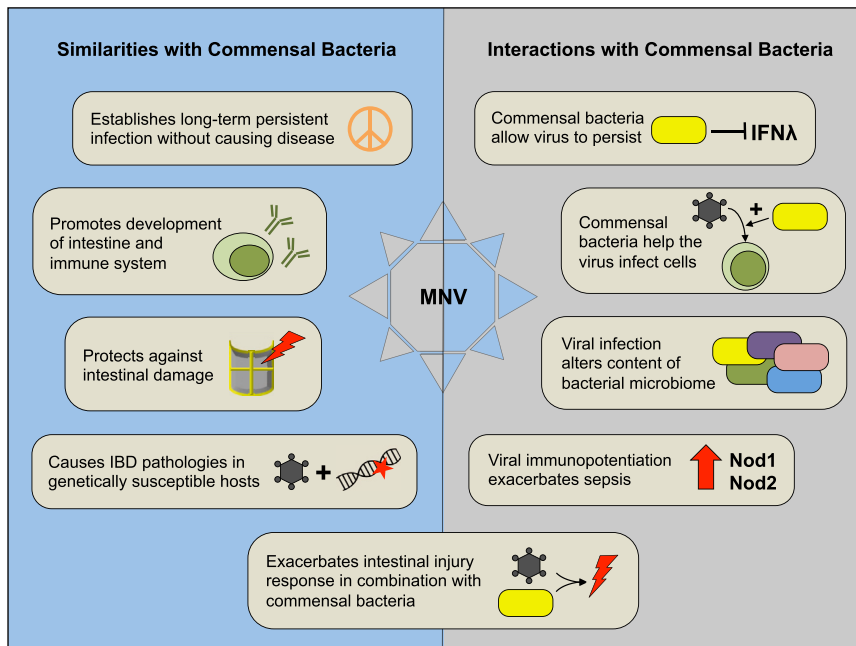 Similarities with Commensal Bacteria
Establishes long-term persistent
infection without causing disease
Promotes development
of intestine and
immune system
Protects against
intestinal damage
Causes IBD pathologies in
genetically susceptible hosts
+
MNV
Interactions with Commensal Bacteria
Commensal bacteria
allow virus to persist
IFNλ
Commensal
bacteria help the
virus infect cells
+
Viral infection
alters content of
bacterial microbiome
Viral immunopotentiation
exacerbates sepsis
Nod1
Nod2
Exacerbates intestinal injury
response in combination with
commensal bacteria